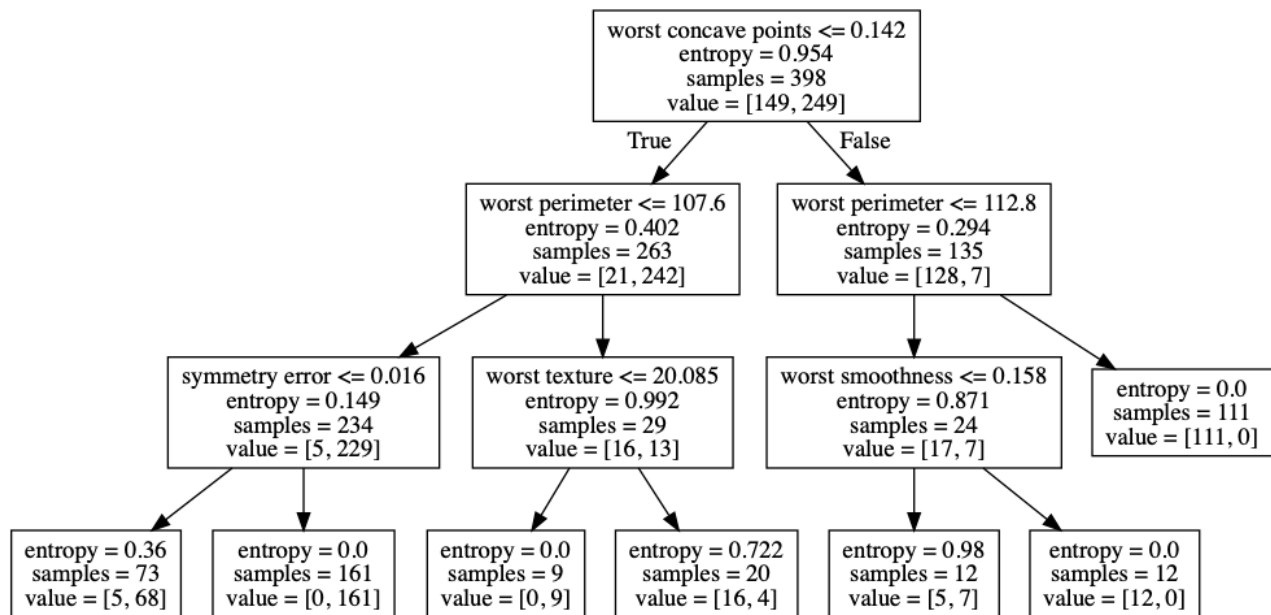 worst concave points <= 0.142
entropy = 0.954
samples = 398
value = [149, 249]
True
False
worst perimeter <= 107.6
entropy = 0.402
samples = 263
value = [21, 242]
worst perimeter <= 112.8
entropy = 0.294
samples = 135
value = [128, 7]
symmetry error <= 0.016
entropy = 0.149
samples = 234
value = [5, 229]
worst texture <= 20.085
entropy = 0.992
samples = 29
value = [16, 13]
worst smoothness <= 0.158
entropy = 0.871
samples = 24
value = [17, 7]
entropy = 0.0
samples = 111
value = [111, 0]
entropy = 0.36
samples = 73
value = [5, 68]
entropy = 0.0
samples = 161
value = [0, 161]
entropy = 0.0
samples = 9
value = [0, 9]
entropy = 0.722
samples = 20
value = [16, 4]
entropy = 0.98
samples = 12
value = [5, 7]
entropy = 0.0
samples = 12
value = [12, 0]